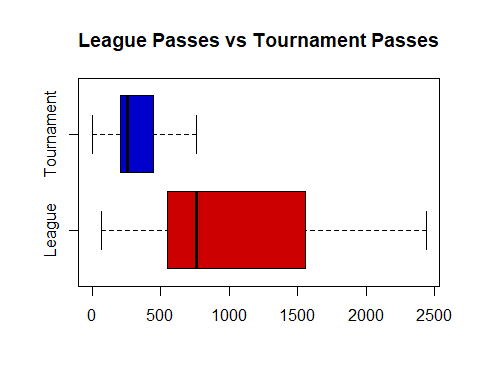 League Passes vs Tournament Passes
Tournament
League
0 500 1000 1500 2000 2500